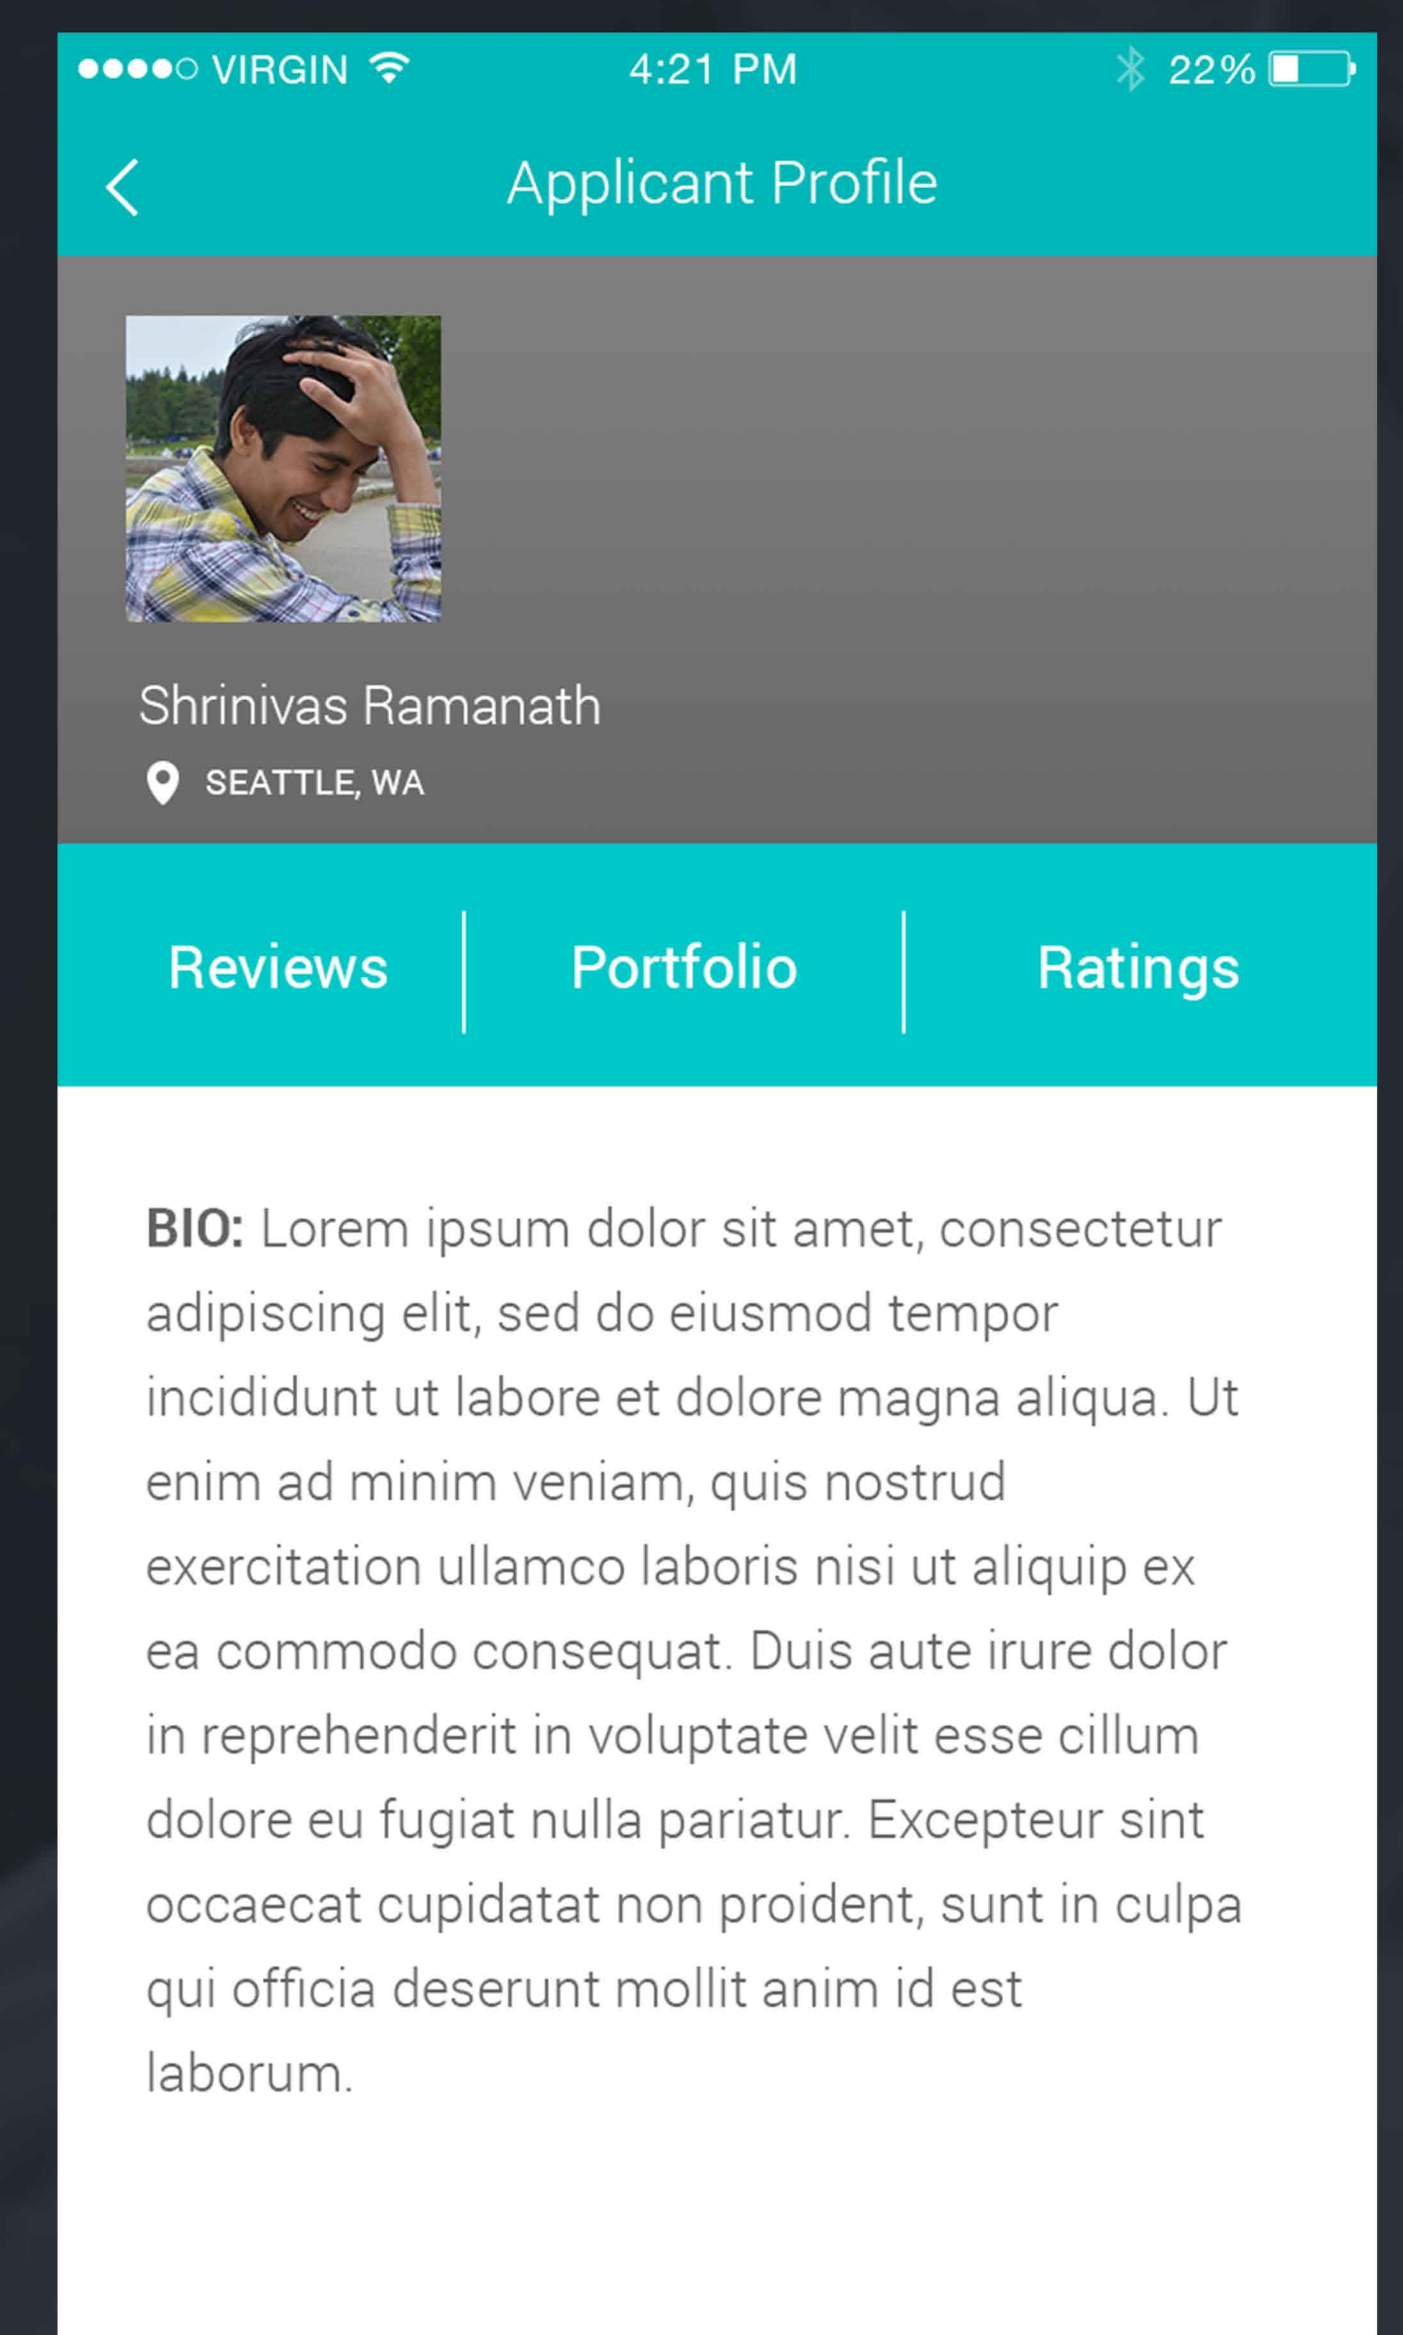 VIRGIN 4:21 PM 22%
Applicant Profile
Shrinivas Ramanath
SEATTLE, WA
Reviews Portfolio Ratings
BIO: Lorem ipsum dolor sit amet, consectetur
adipiscing elit, sed do eiusmod tempor
incididunt ut labore et dolore magna aliqua. Ut
enim ad minim veniam, quis nostrud
exercitation ullamco laboris nisi ut aliquip ex
ea commodo consequat. Duis aute irure dolor
in reprehenderit in voluptate velit esse cillum
dolore eu fugiat nulla pariatur. Excepteur sint
occaecat cupidatat non proident, sunt in culpa
qui officia deserunt mollit anim id est
laborum.